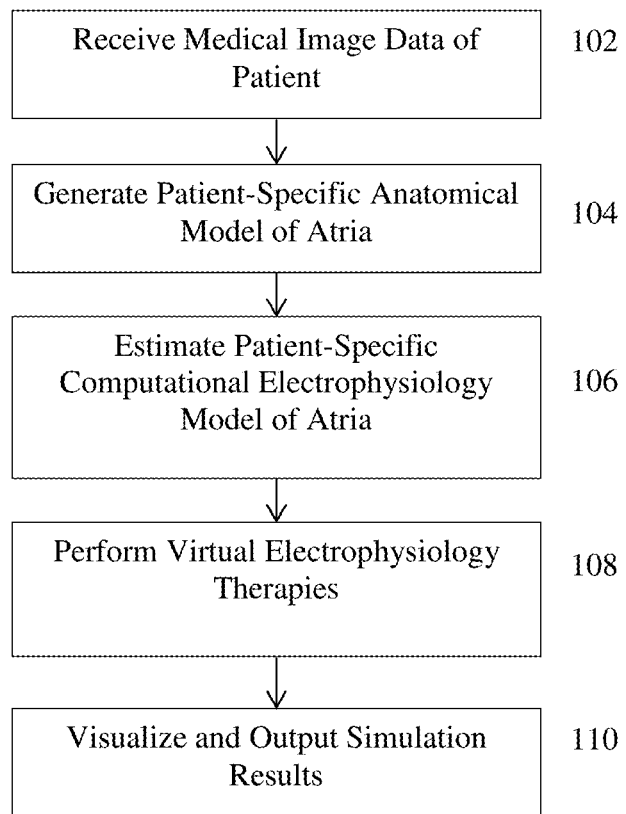 Receive Medical Image Data of
Patient
102
Generate Patient-Specific Anatomical
Model of Atria
104
Estimate Patient-Specific
Computational Electrophysiology
Model of Atria
106
Perform Virtual Electrophysiology
Therapies
108
Visualize and Output Simulation
Results
110